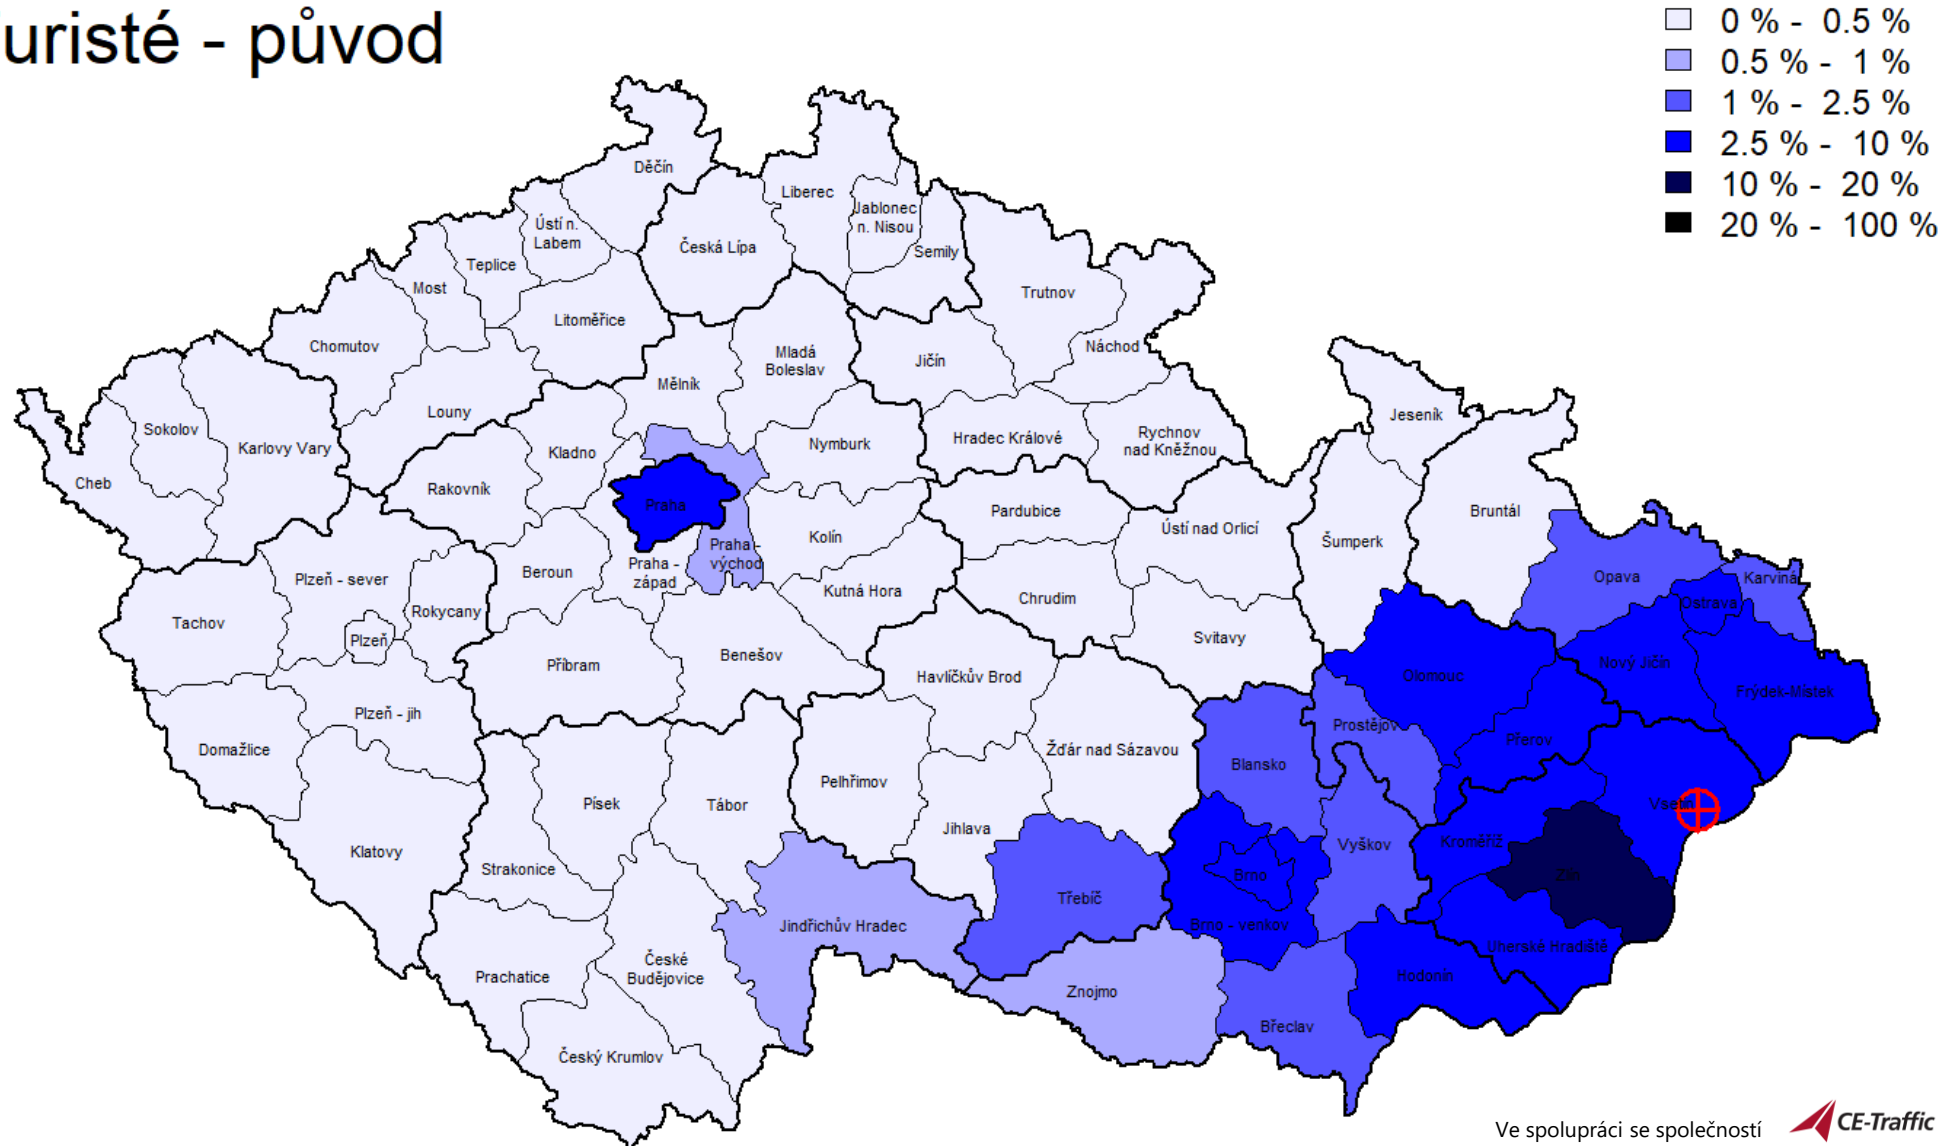 uristé - původ
0 % - 0.5 %
0.5 % - 1 %
1 % - 2.5 %
2.5 % - 10 %
10 % - 20 %
20 % - 100 %
Děčín
Liberec
Jablonec
n. Nisou
Ústí n.
Labem
Česká Lípa
Semily
Teplice
Most
Trutnov
Litoměřice
Chomutov
Náchod
Mladá
Boleslav
Jičín
Mělník
Louny
Jeseník
Sokolov
Karlovy Vary
Kladno
Nymburk
Hradec Králové
Rychnov
nad Kněžnou
Cheb
Rakovník
Praha
Pardubice
Bruntál
Ústí nad Orlicí
Kolín
Šumperk
Praha -
východ
Praha -
západ
Beroun
Plzeň - sever
Opava
Karviná
Kutná Hora
Chrudim
Ostrava
Rokycany
Tachov
Plzeň
Svitavy
Benešov
Příbram
Nový Jičín
Havlíčkův Brod
Olomouc
Frýdek-Místek
Plzeň - jih
Prostějov
Přerov
Domažlice
Žďár nad Sázavou
Blansko
Pelhřimov
Písek
Tábor
Vsetín
Jihlava
Kroměříž
Vyškov
Klatovy
Strakonice
Brno
Zlín
Třebíč
Jindřichův Hradec
Brno - venkov
Uherské Hradiště
České
Budějovice
Prachatice
Hodonín
Znojmo
Břeclav
Český Krumlov
Ve spolupráci se společností
CE-Traffic